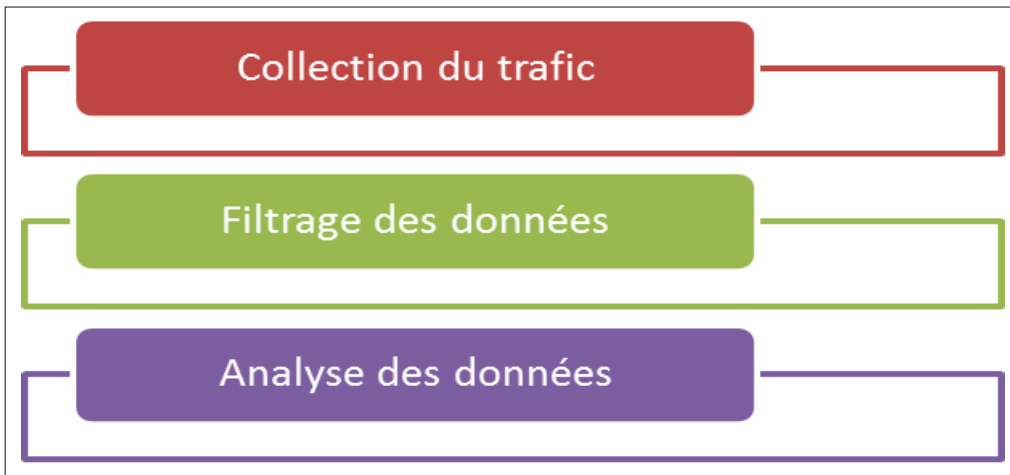 Collection du trafic
Filtrage des données
Analyse des données